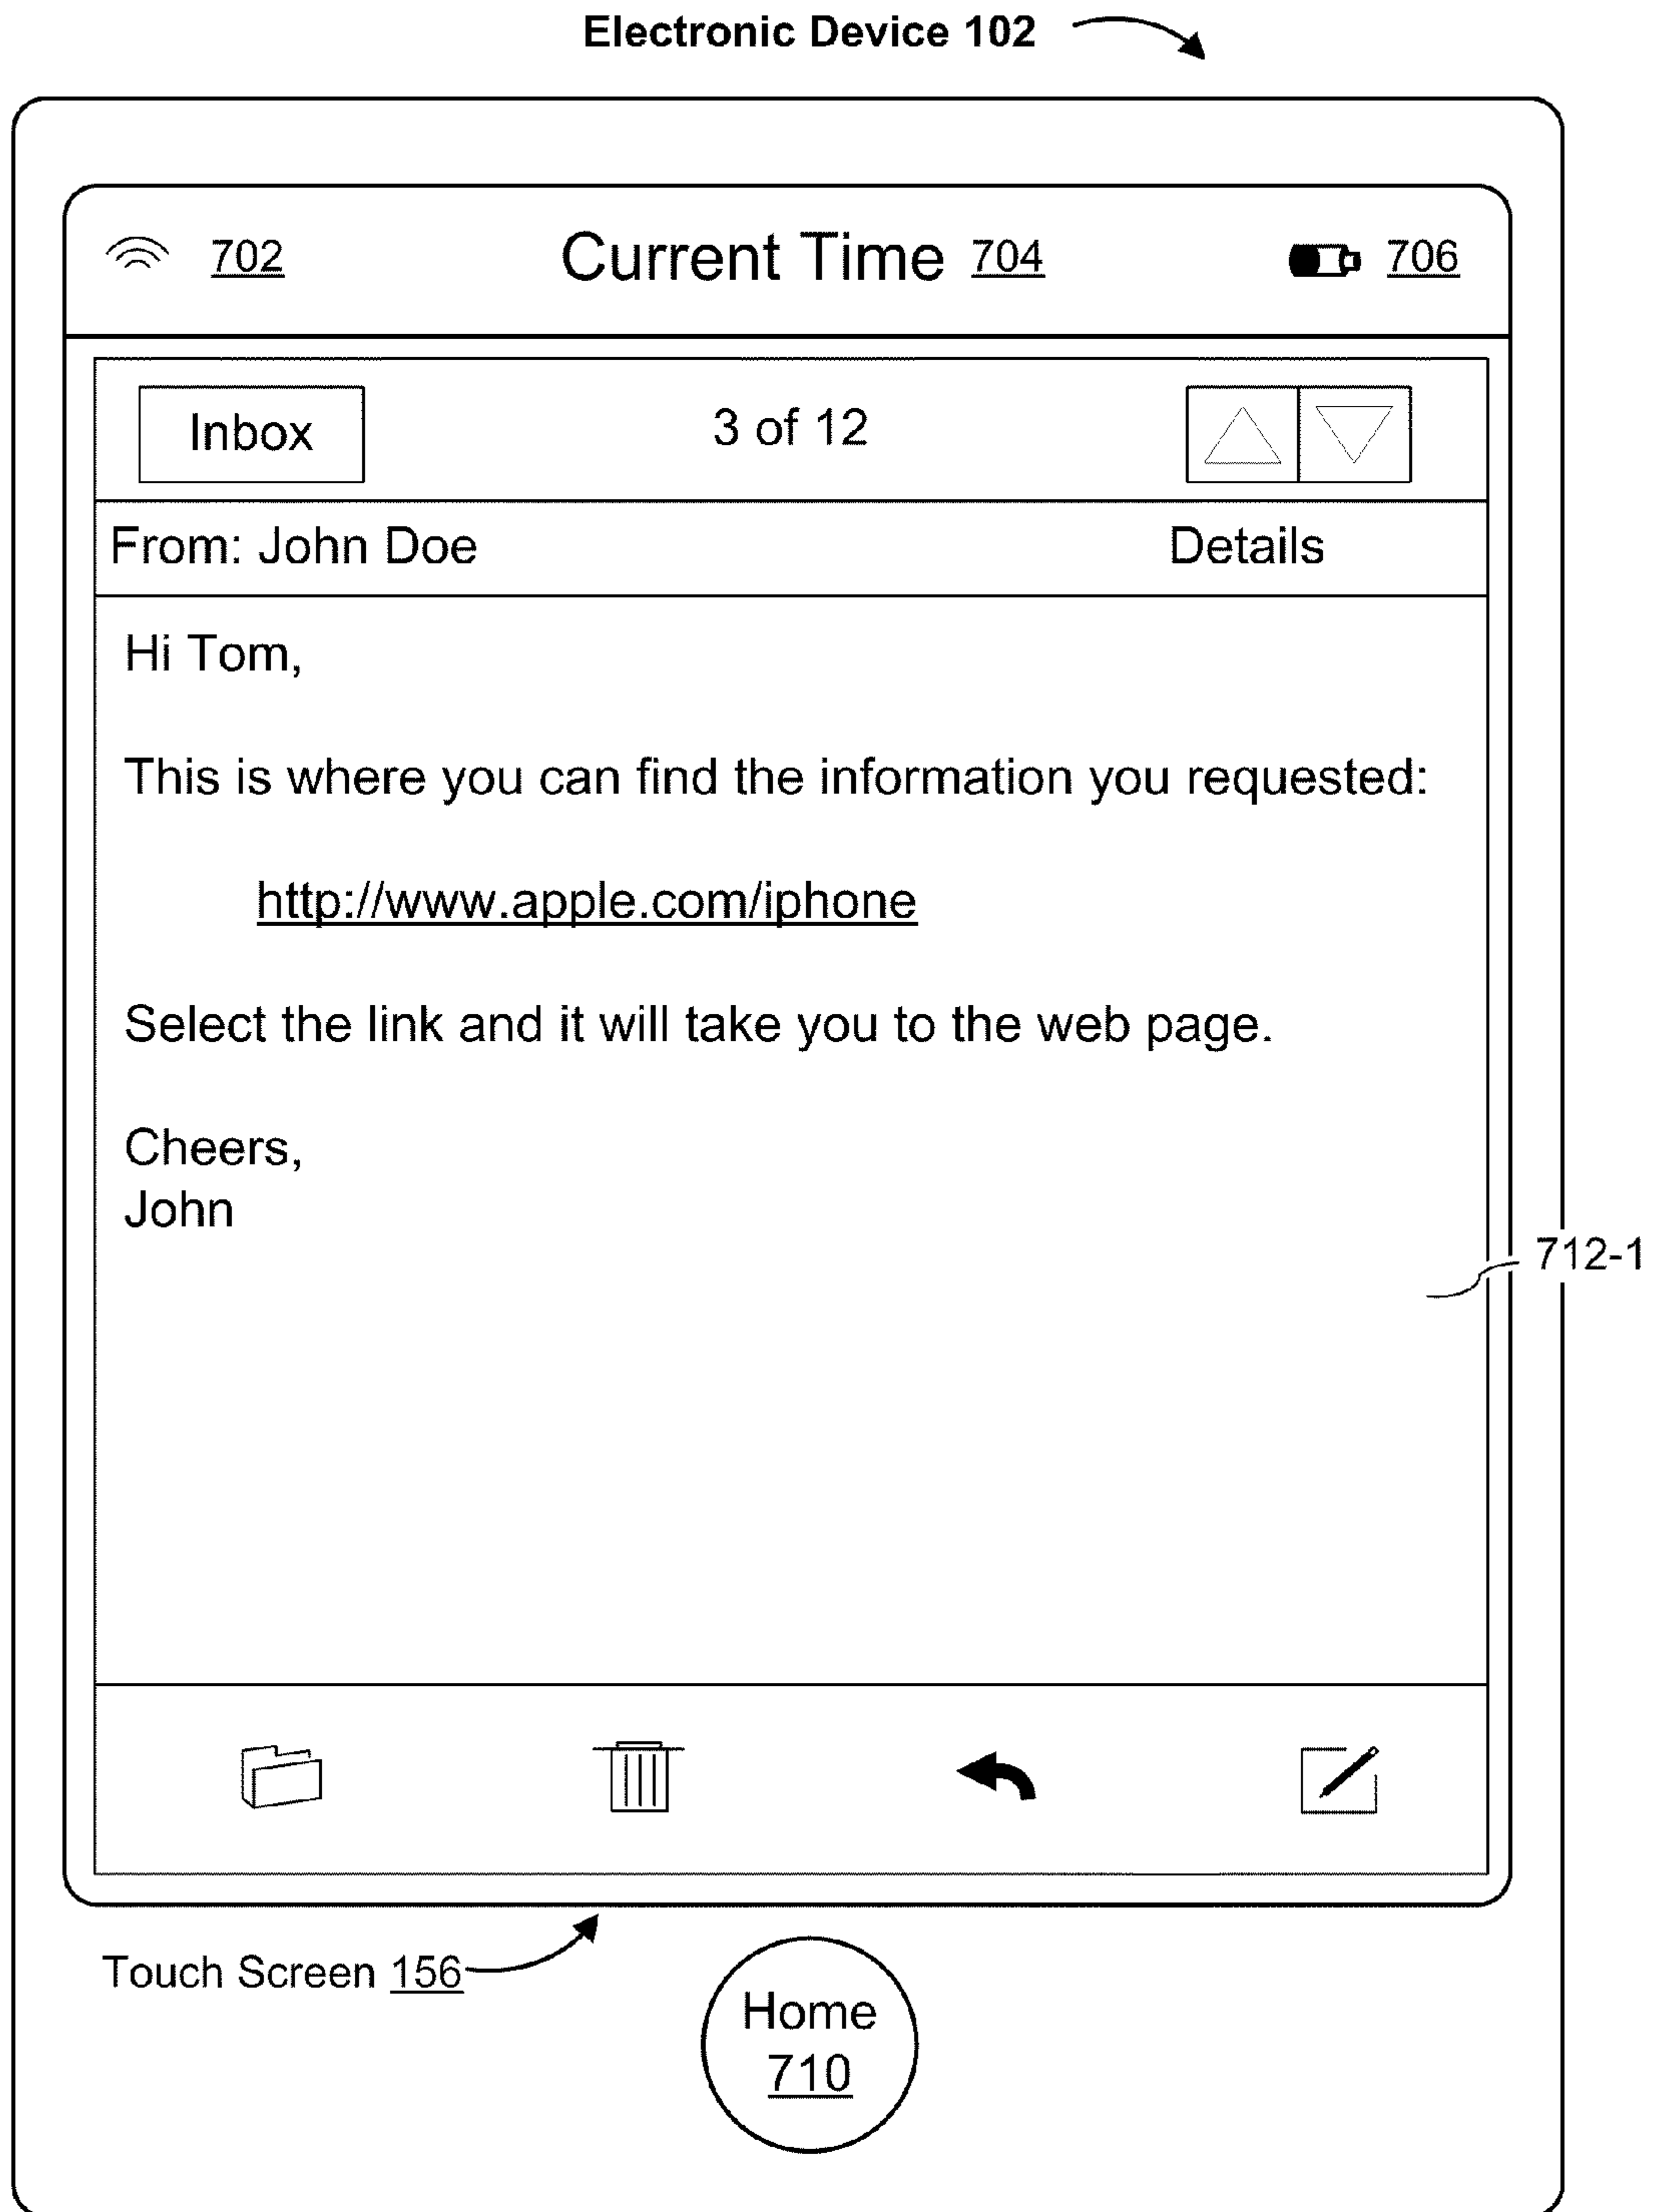 Electronic Device 102
702 Current Time 704 706
Inbox 3 of 12
From: John Doe Details
Hi Tom,
This is where you can find the information you requested:
http://www.apple.com/iphone
Select the link and it will take you to the web page.
Cheers,
John
712-1
Touch Screen 156
Home
710